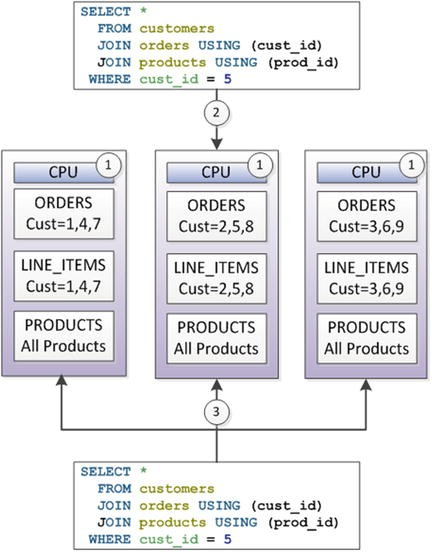 SELECT *
FROM customers
JOIN orders USING (cust_id)
JOIN products USING (prod_id)
WHERE cust_id = 5
2
1
1
1
CPU
CPU
CPU
ORDERS
Cust=1,4,7
ORDERS
Cust=2,5,8
ORDERS
Cust=3,6,9
LINE_ITEMS
Cust=1,4,7
LINE_ITEMS
Cust=2,5,8
LINE_ITEMS
Cust=3,6,9
PRODUCTS
All Products
PRODUCTS
All Products
PRODUCTS
All Products
3
SELECT *
FROM customers
JOIN orders USING (cust_id)
JOIN products USING (prod_id)
WHERE cust_id = 5